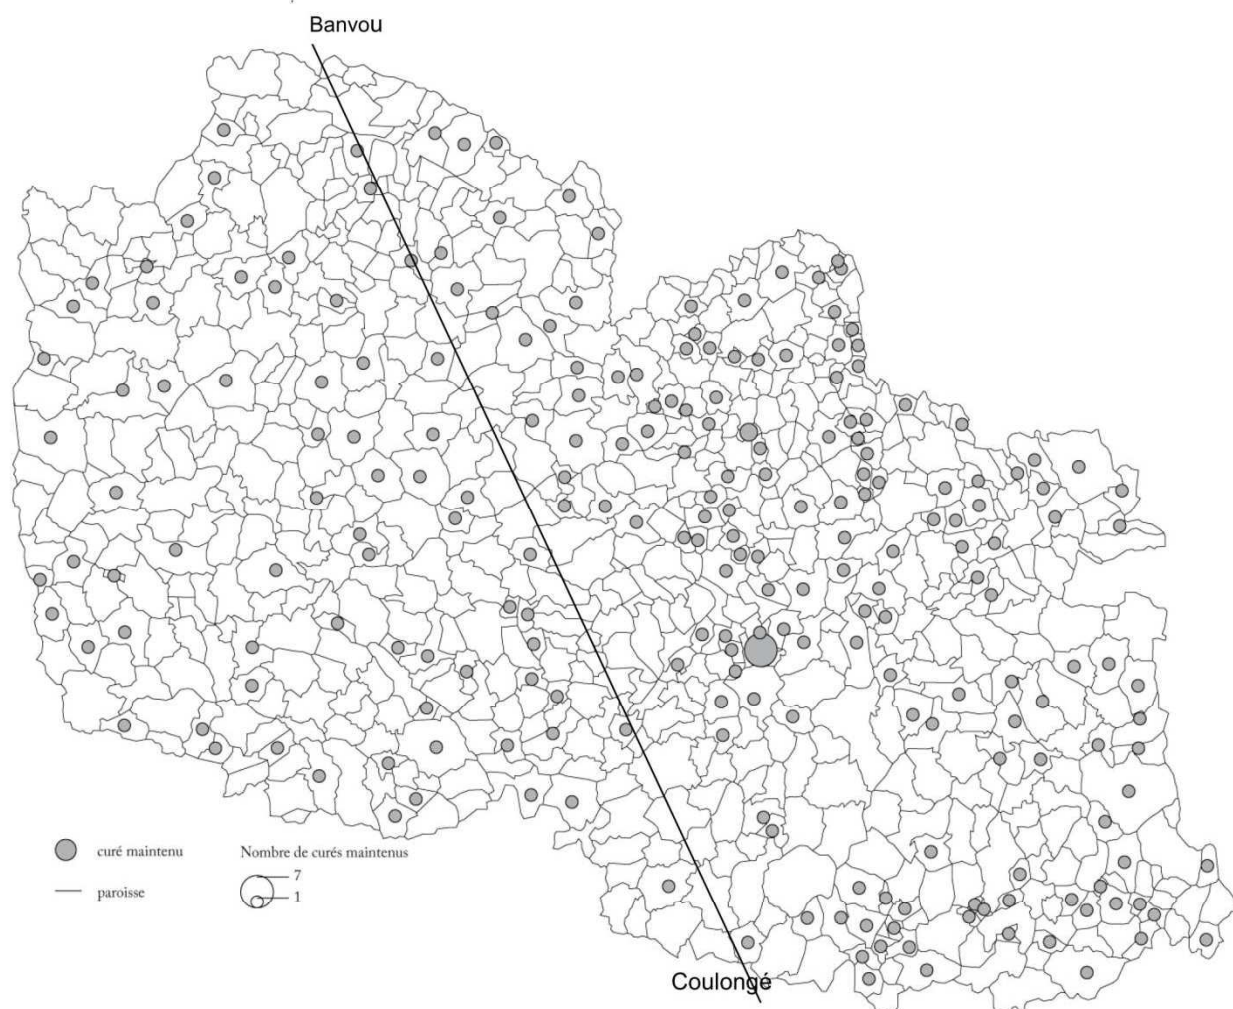 Banvou
curé maintenu
paroisse
Nombre de curés maintenus
7
1
Coulongé